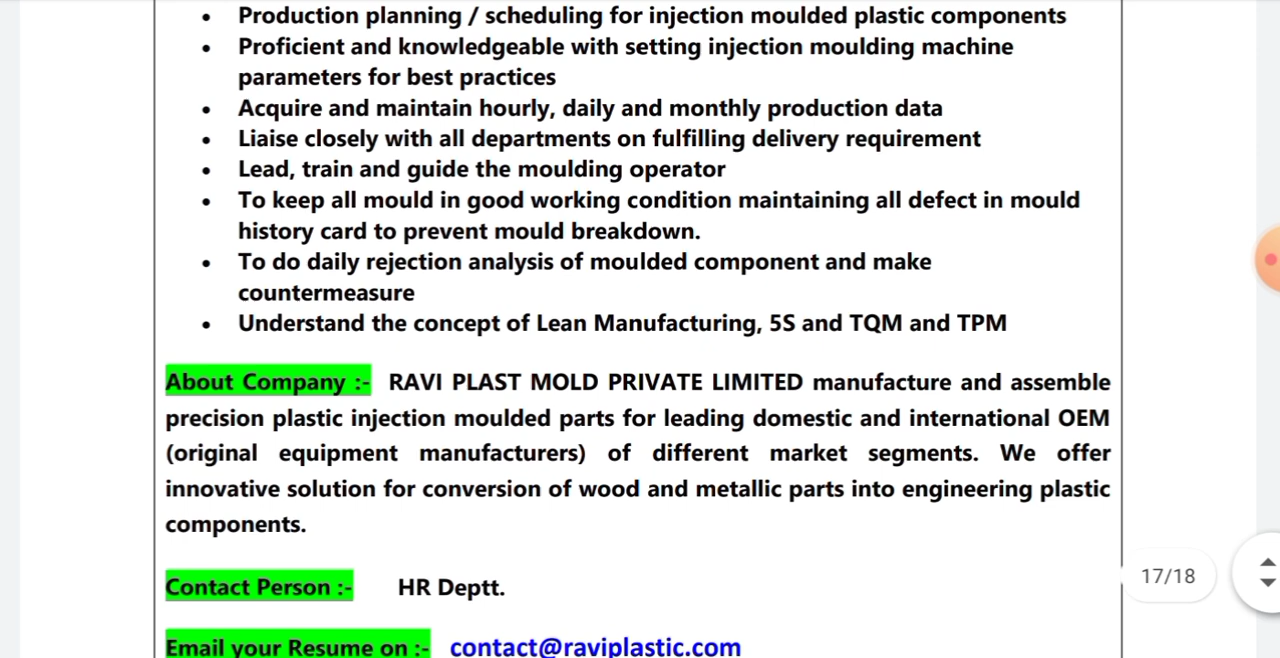 • Production planning / scheduling for injection moulded plastic components
• Proficient and knowledgeable with setting injection moulding machine
parameters for best practices
• Acquire and maintain hourly, daily and monthly production data
• Liaise closely with all departments on fulfilling delivery requirement
• Lead, train and guide the moulding operator
• To keep all mould in good working condition maintaining all defect in mould
history card to prevent mould breakdown.
• To do daily rejection analysis of moulded component and make
countermeasure
• Understand the concept of Lean Manufacturing, 5S and TQM and TPM
About Company :- RAVI PLAST MOLD PRIVATE LIMITED manufacture and assemble
precision plastic injection moulded parts for leading domestic and international OEM
(original equipment manufacturers) of different market segments. We offer
innovative solution for conversion of wood and metallic parts into engineering plastic
components.
Contact Person :- HR Deptt.
17/18
Email your Resume on :- contact@raviplastic.com